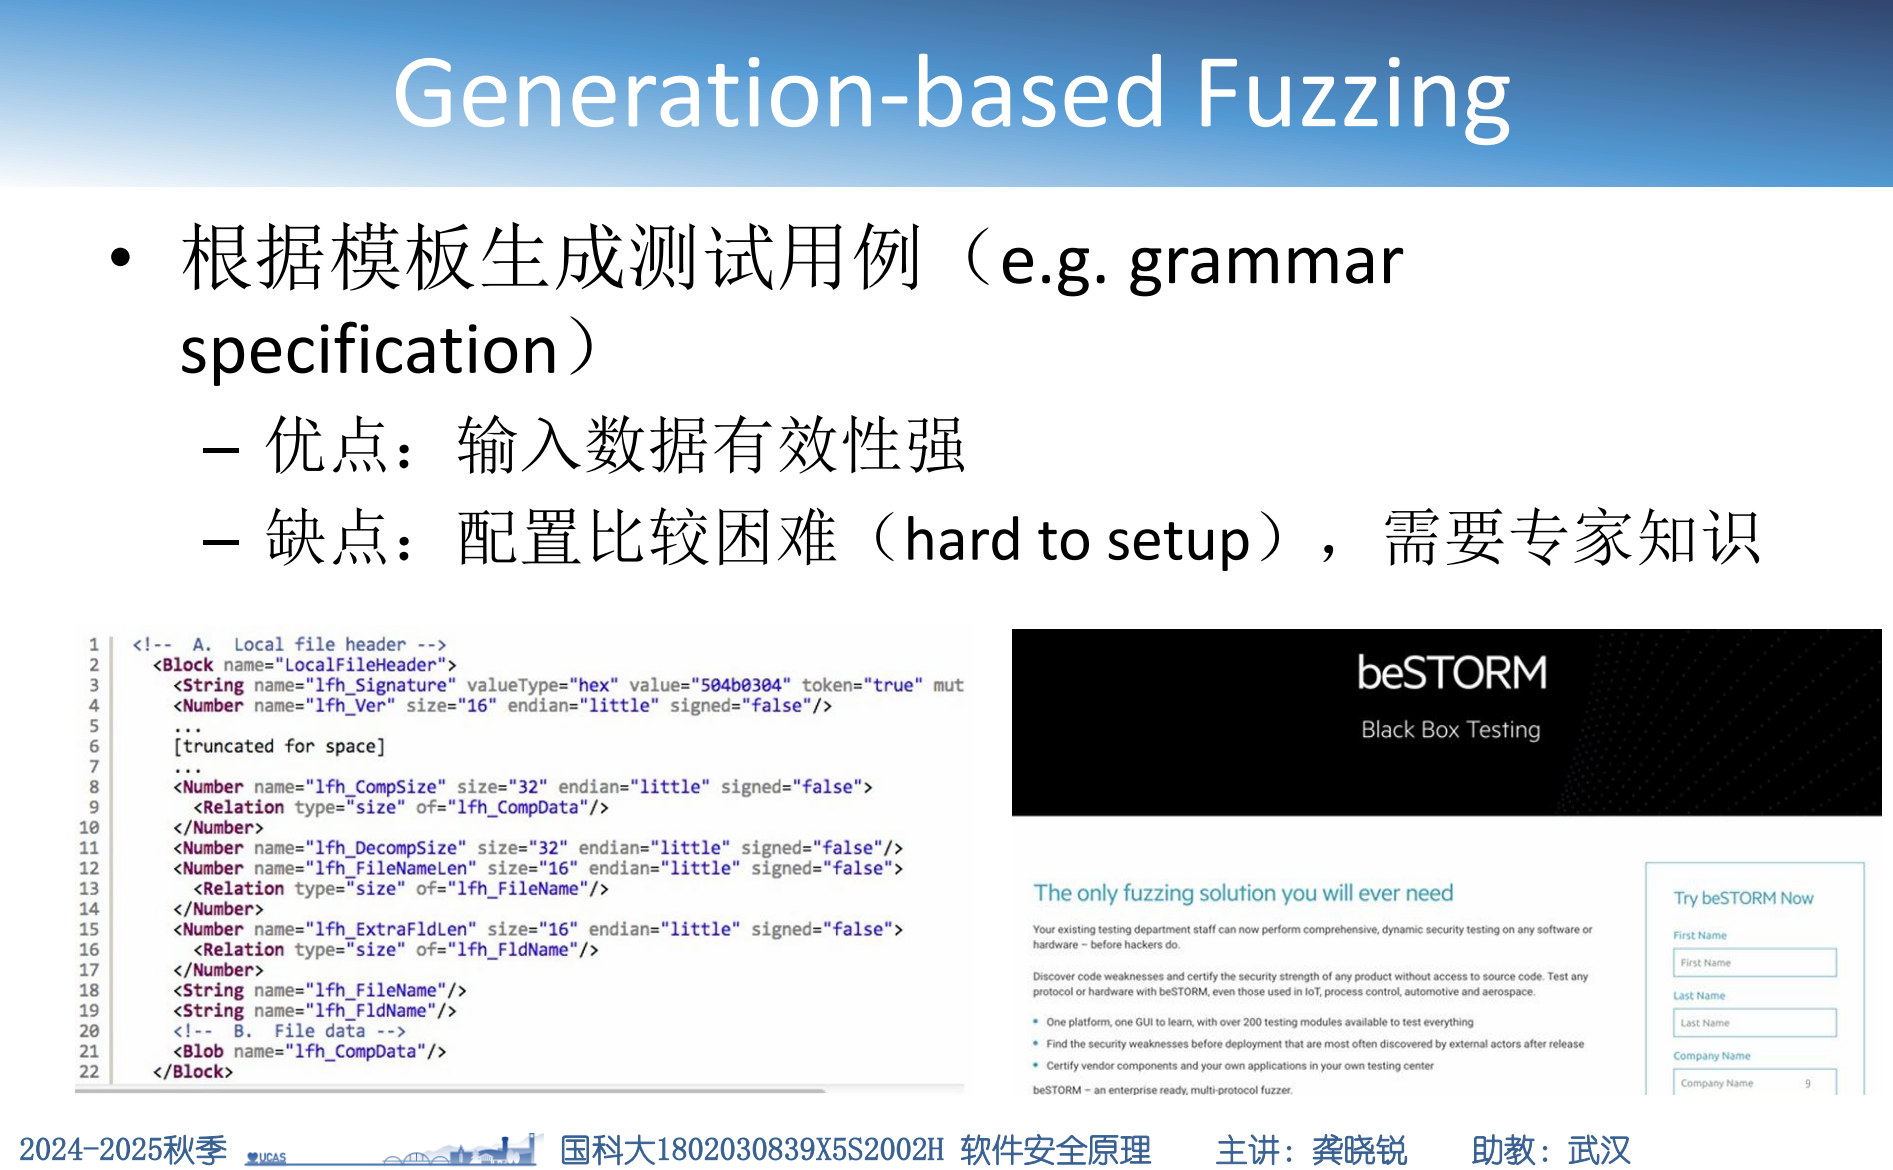 Generation-based Fuzzing
• 根据模板生成测试用例（e.g. grammar
specification）
– 优点：输入数据有效性强
– 缺点：配置比较困难（hard to setup），需要专家知识
1 <!-- A. Local file header -->
2 <Block name="LocalFileHeader">
3 <String name="lfh_Signature" valueType="hex" value="504b0304" token="true" mut
4 <Number name="lfh_Ver" size="16" endian="little" signed="false"/>
5 ...
6 [truncated for space]
7 ...
8 <Number name="lfh_CompSize" size="32" endian="little" signed="false">
9 <Relation type="size" of="lfh_CompData"/>
10 </Number>
11 <Number name="lfh_DecompSize" size="32" endian="little" signed="false"/>
12 <Number name="lfh_FileNameLen" size="16" endian="little" signed="false">
13 <Relation type="size" of="lfh_FileName"/>
14 </Number>
15 <Number name="lfh_ExtraFldLen" size="16" endian="little" signed="false">
16 <Relation type="size" of="lfh_FldName"/>
17 </Number>
18 <String name="lfh_FileName"/>
19 <String name="lfh_FldName"/>
20 <!-- B. File data -->
21 <Blob name="lfh_CompData"/>
22 </Block>
beSTORM
Black Box Testing
The only fuzzing solution you will ever need
Your existing testing department staff can now perform comprehensive, dynamic security testing on any software or
hardware – before hackers do.
Discover code weaknesses and certify the security strength of any product without access to source code. Test any
protocol or hardware with beSTORM, even those used in IoT, process control, automotive and aerospace.
• One platform, one GUI to learn, with over 200 testing modules available to test everything
• Find the security weaknesses before deployment that are most often discovered by external actors after release
• Certify vendor components and your own applications in your own testing center
beSTORM – an enterprise ready, multi-protocol fuzzer.
Try beSTORM Now
First Name
First Name
Last Name
Last Name
Company Name
Company Name
9
2024-2025秋季 UCAS 国科大1802030839X5S2002H 软件安全原理 主讲：龚晓锐 助教：武汉